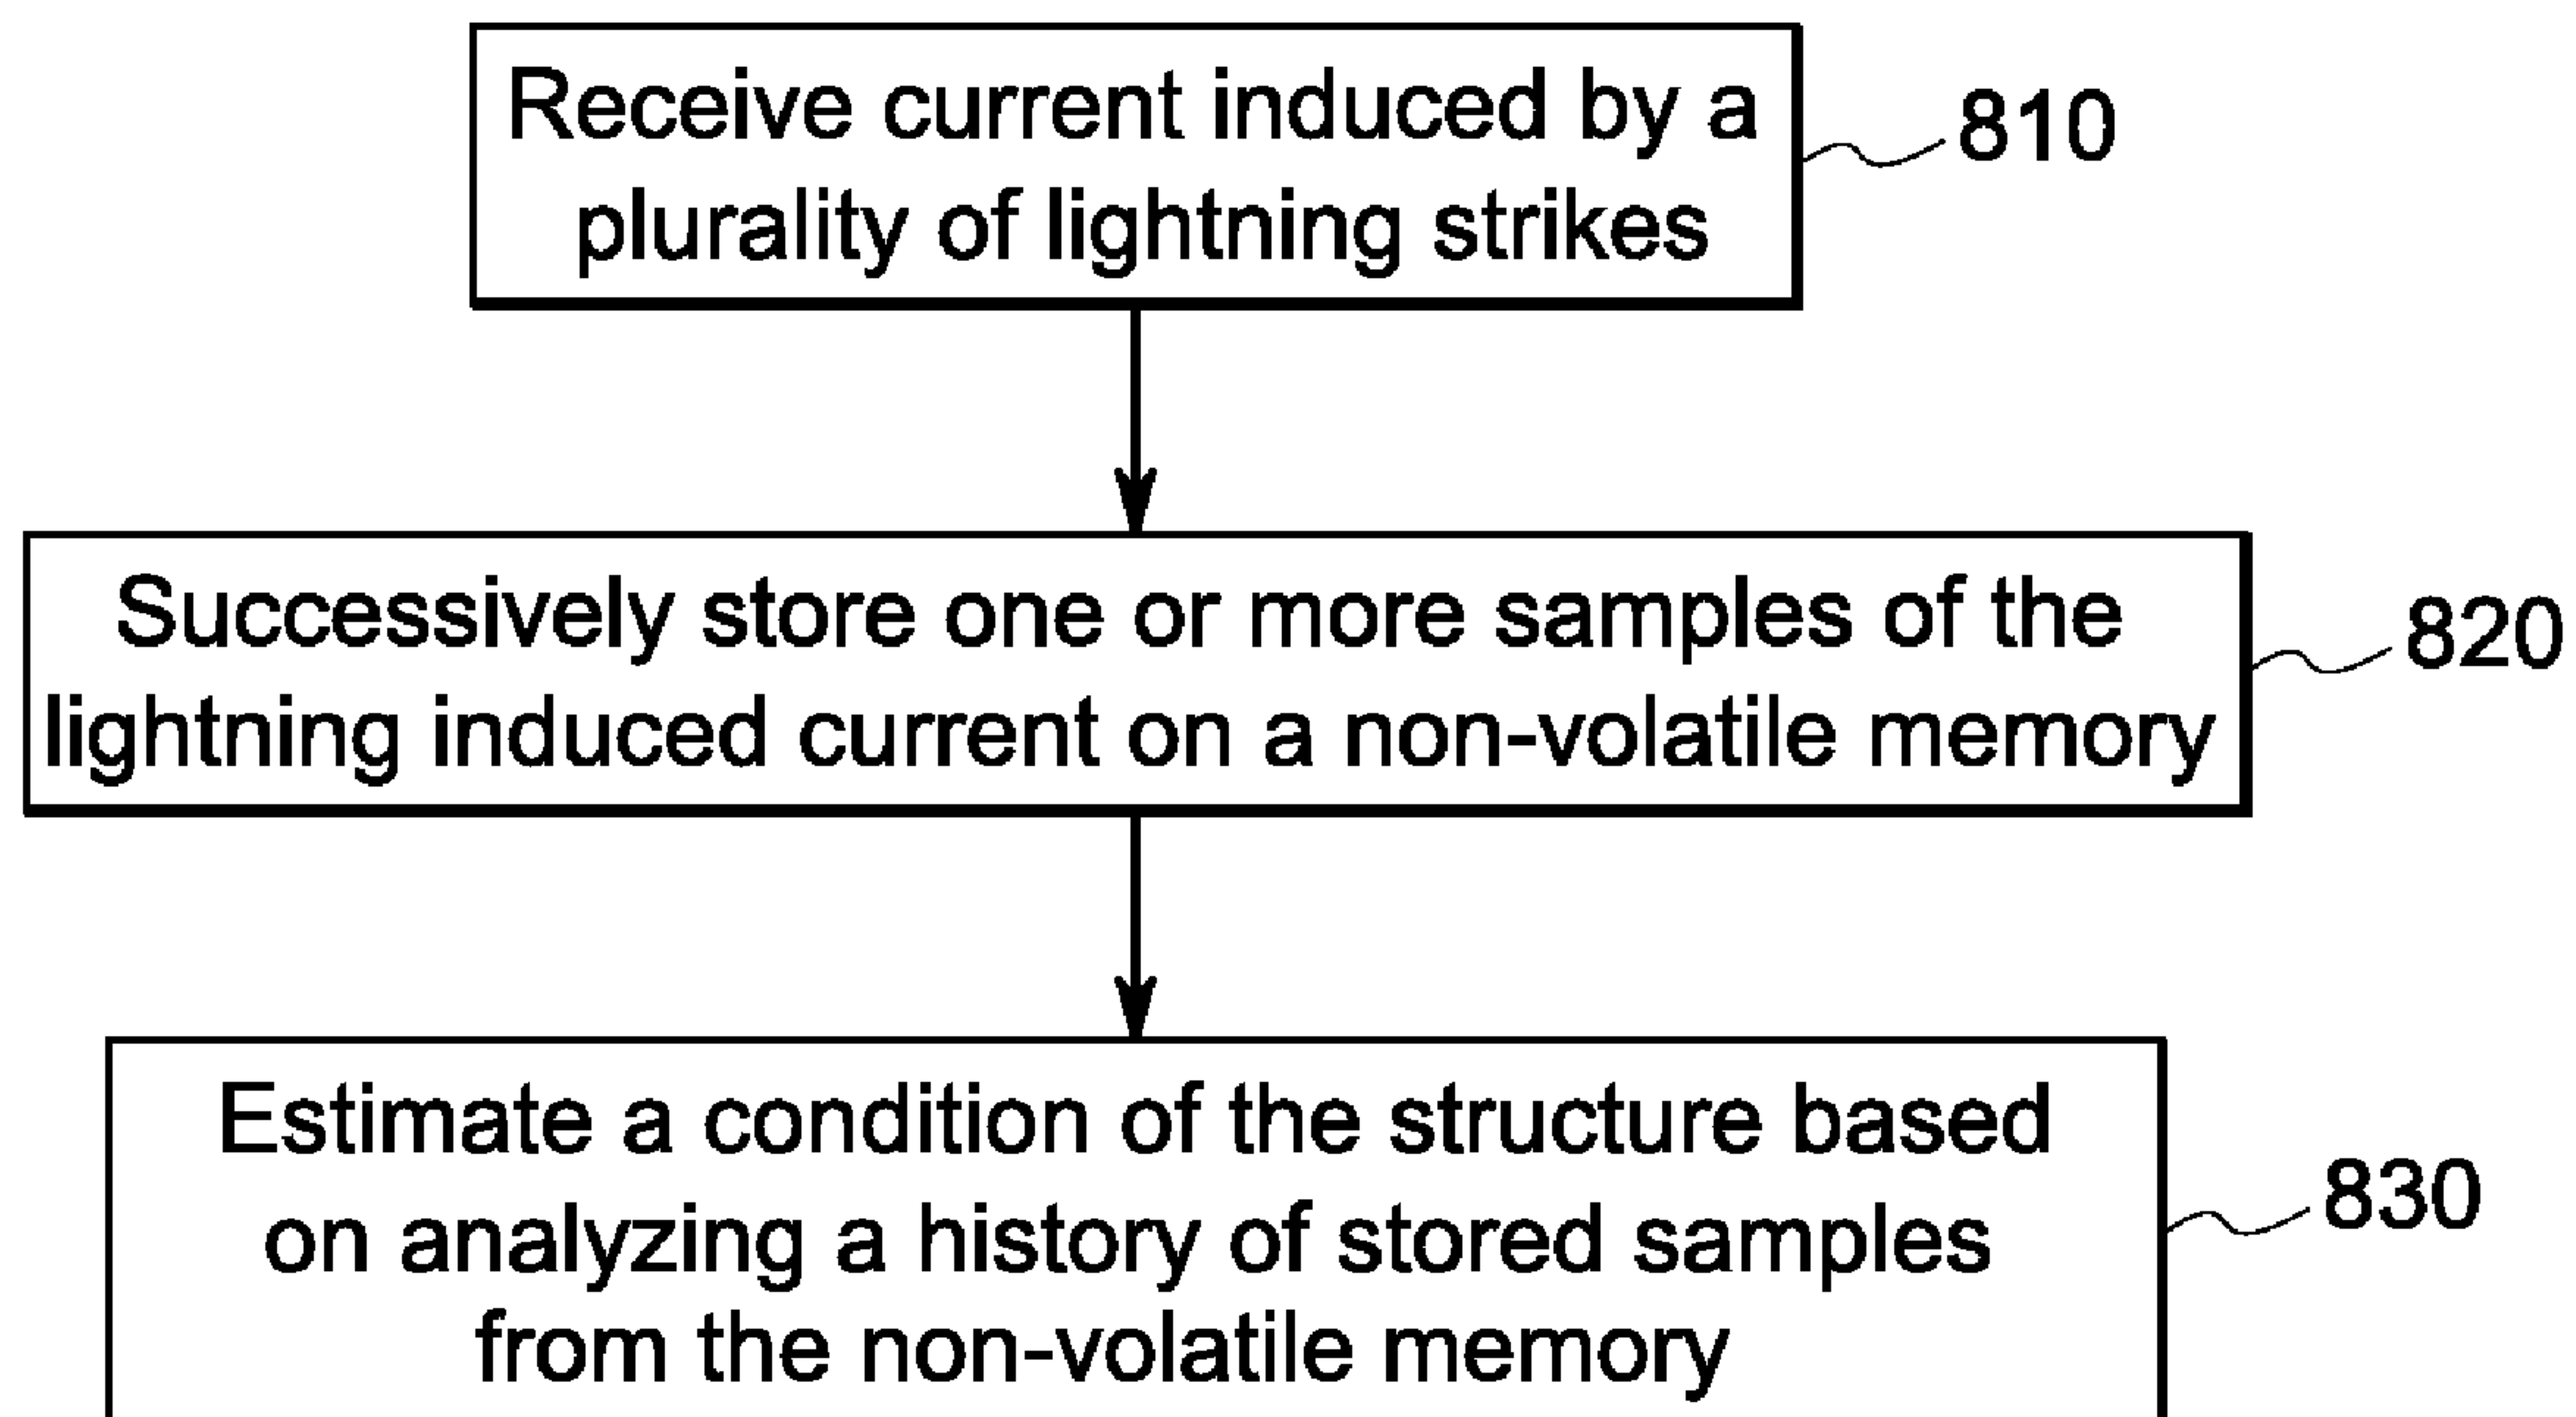 Receive current induced by a
plurality of lightning strikes
810
Successively store one or more samples of the
lightning induced current on a non-volatile memory
820
Estimate a condition of the structure based
on analyzing a history of stored samples
from the non-volatile memory
830